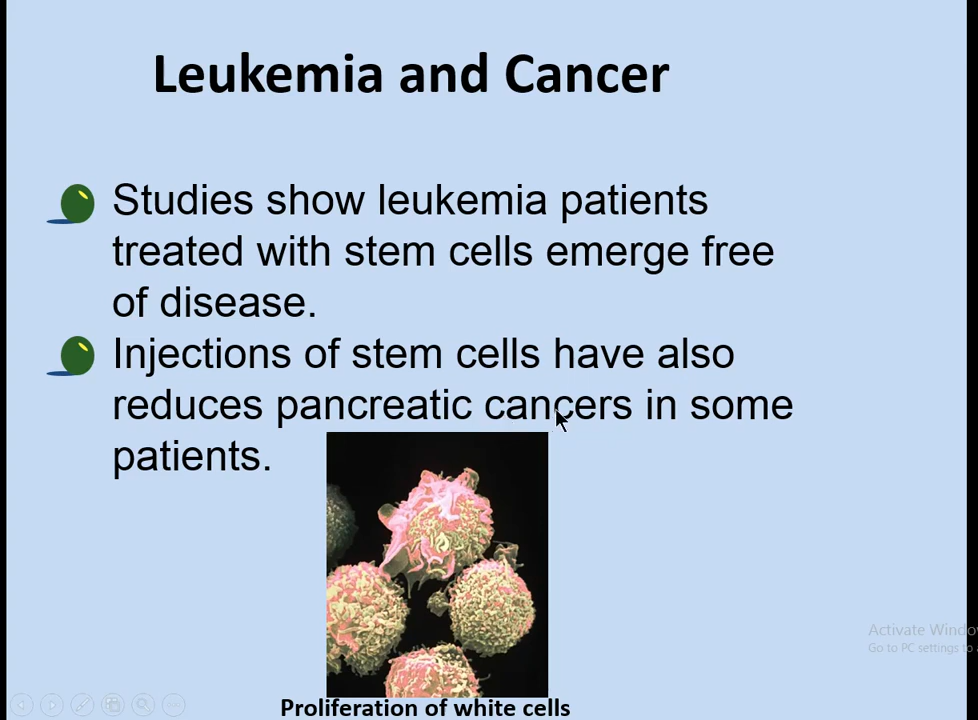 Leukemia and Cancer
Studies show leukemia patients
treated with stem cells emerge free
of disease.
Injections of stem cells have also
reduces pancreatic cancers in some
patients.
Proliferation of white cells
Activate Windo
Go to PC settings to